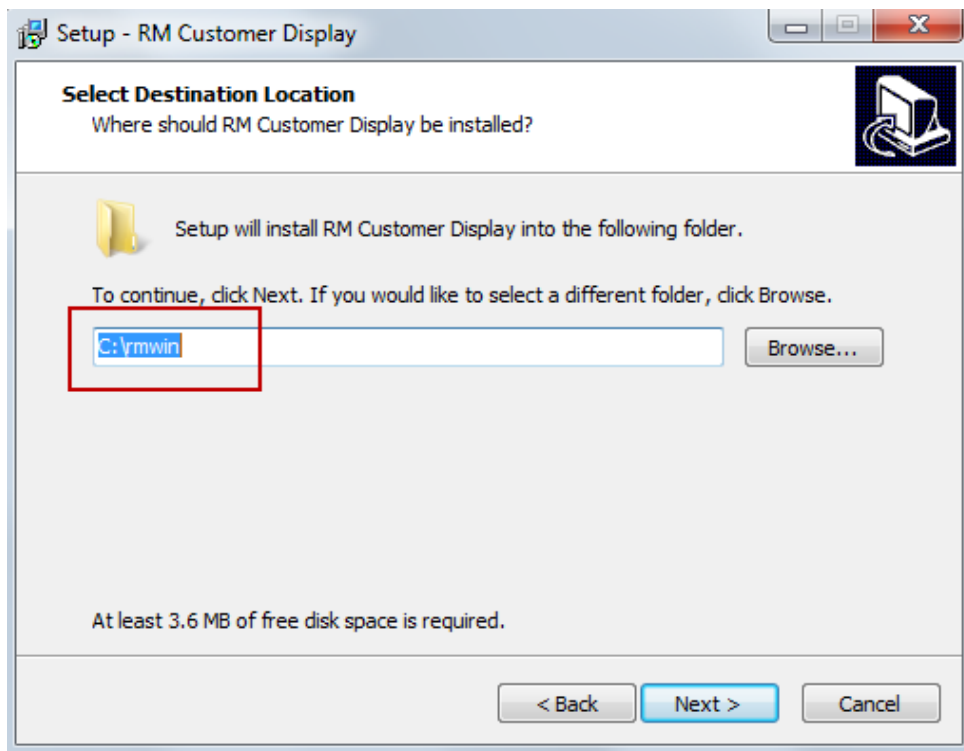 Setup - RM Customer Display
Select Destination Location
Where should RM Customer Display be installed?
Setup will install RM Customer Display into the following folder.
To continue, click Next. If you would like to select a different folder, click Browse.
C:\rmwin
Browse...
At least 3.6 MB of free disk space is required.
< Back
Next >
Cancel